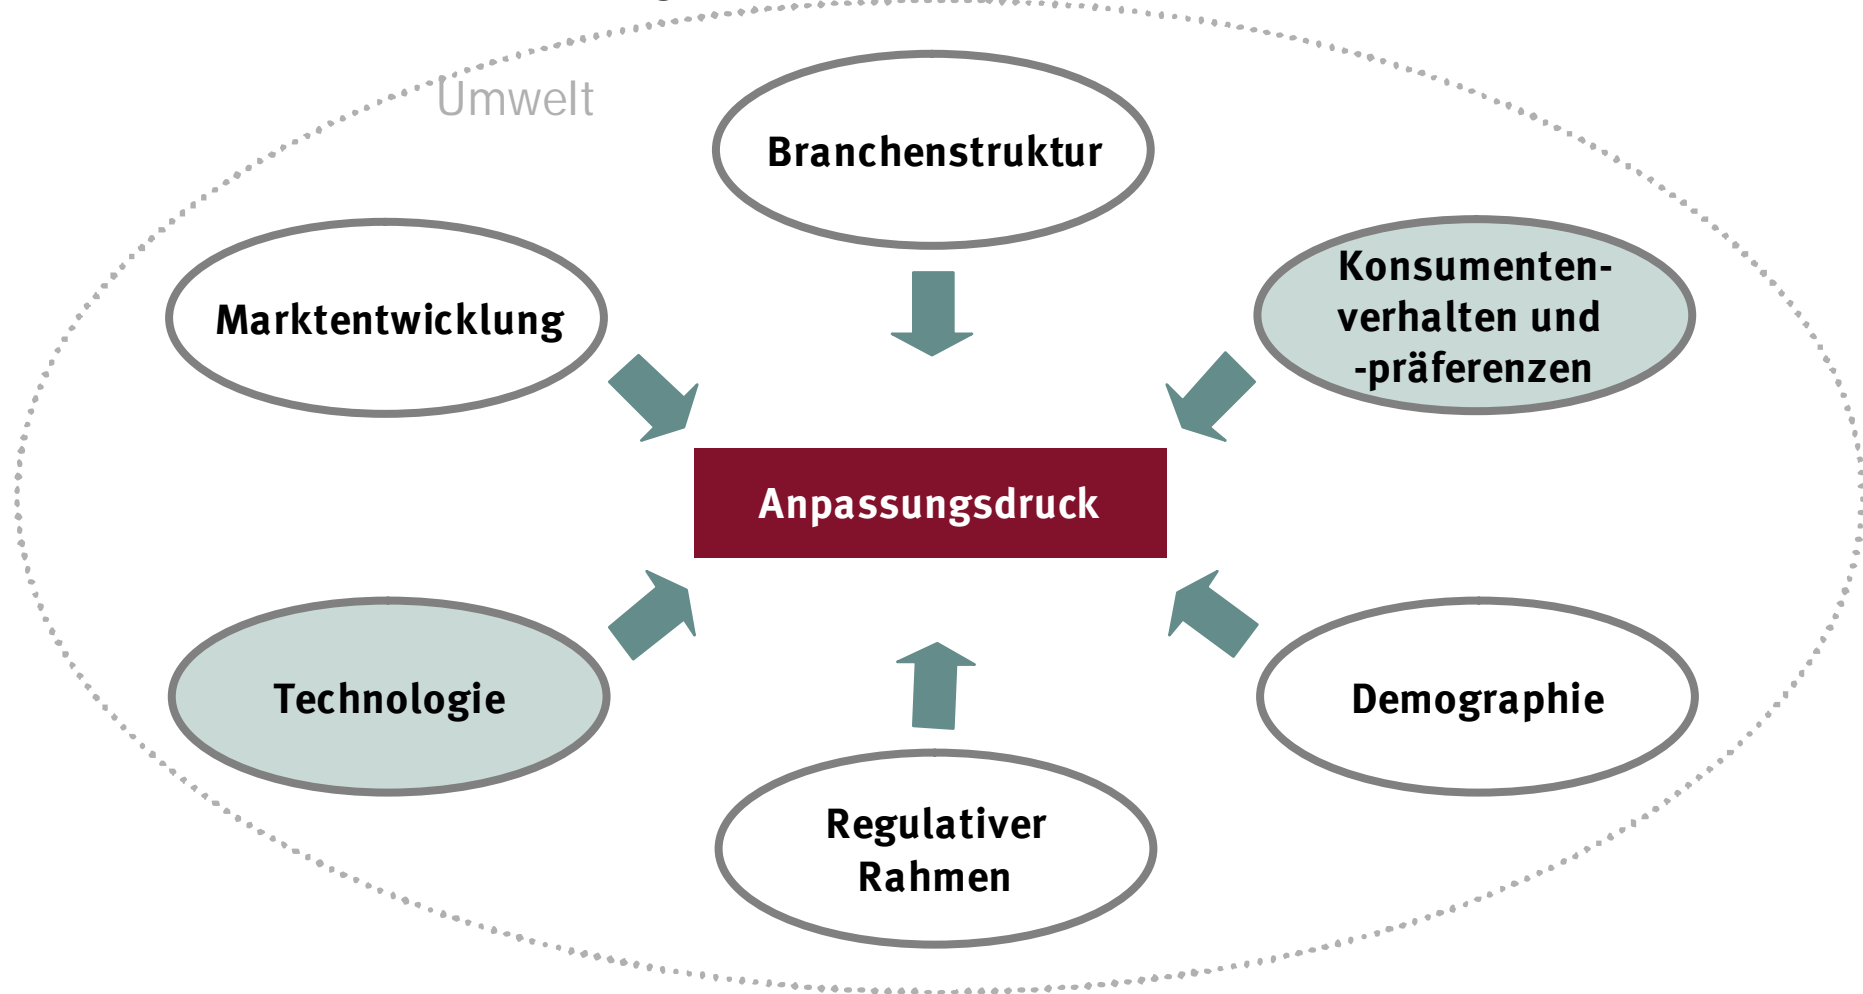 Umwelt
Branchenstruktur
Marktentwicklung
Konsumenten-
verhalten und
-präferenzen
Anpassungsdruck
Technologie
Demographie
Regulativer
Rahmen